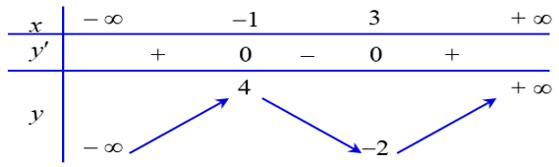 x − ∞ −1 3 + ∞
y′ + 0 − 0 +
4 + ∞
y
− ∞ −2